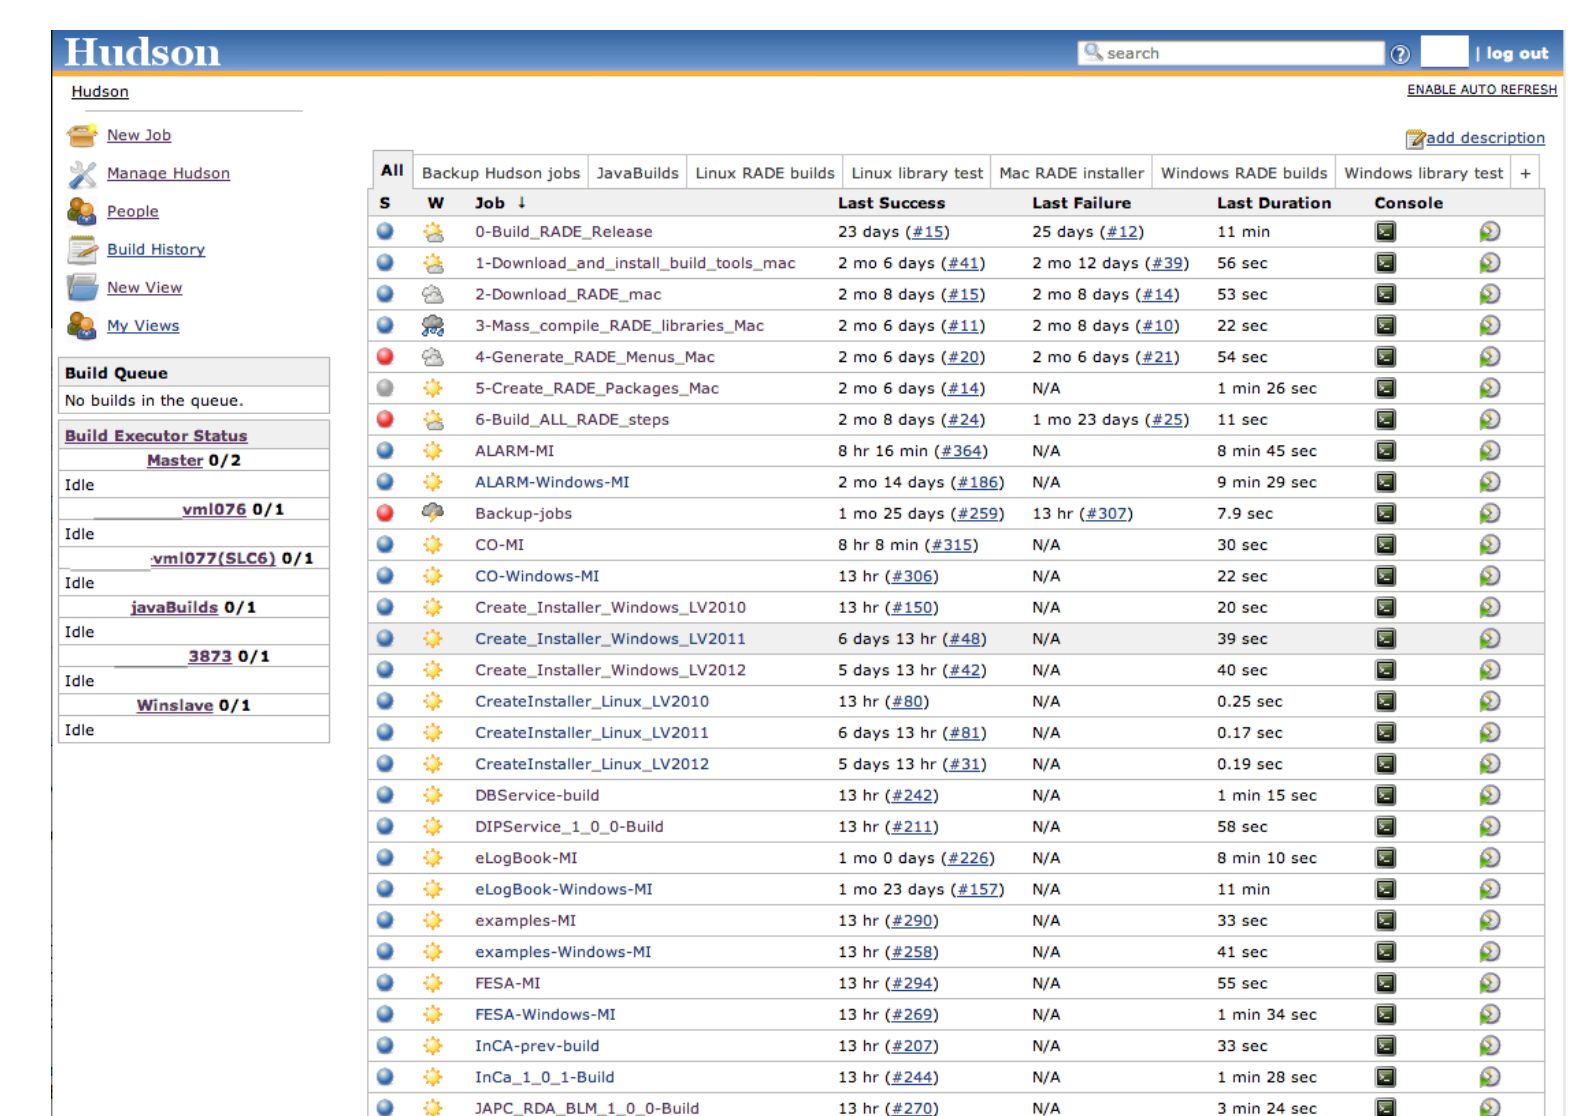 Hudson
search
| log out
Hudson
ENABLE AUTO REFRESH
New Job
Manage Hudson
People
Build History
New View
My Views
Build Queue
No builds in the queue.
Build Executor Status
Master 0/2
Idle
vml076 0/1
Idle
-vml077(SLC6) 0/1
Idle
javaBuilds 0/1
Idle
3873 0/1
Idle
Winslave 0/1
Idle
add description
All Backup Hudson jobs JavaBuilds Linux RADE builds Linux library test Mac RADE installer Windows RADE builds Windows library test +
S W Job ↓ Last Success Last Failure Last Duration Console
0-Build_RADE_Release 23 days (#15) 25 days (#12) 11 min
1-Download_and_install_build_tools_mac 2 mo 6 days (#41) 2 mo 12 days (#39) 56 sec
2-Download_RADE_mac 2 mo 8 days (#15) 2 mo 8 days (#14) 53 sec
3-Mass_compile_RADE_libraries_Mac 2 mo 6 days (#11) 2 mo 8 days (#10) 22 sec
4-Generate_RADE_Menus_Mac 2 mo 6 days (#20) 2 mo 6 days (#21) 54 sec
5-Create_RADE_Packages_Mac 2 mo 6 days (#14) N/A 1 min 26 sec
6-Build_ALL_RADE_steps 2 mo 8 days (#24) 1 mo 23 days (#25) 11 sec
ALARM-MI 8 hr 16 min (#364) N/A 8 min 45 sec
ALARM-Windows-MI 2 mo 14 days (#186) N/A 9 min 29 sec
Backup-jobs 1 mo 25 days (#259) 13 hr (#307) 7.9 sec
CO-MI 8 hr 8 min (#315) N/A 30 sec
CO-Windows-MI 13 hr (#306) N/A 22 sec
Create_Installer_Windows_LV2010 13 hr (#150) N/A 20 sec
Create_Installer_Windows_LV2011 6 days 13 hr (#48) N/A 39 sec
Create_Installer_Windows_LV2012 5 days 13 hr (#42) N/A 40 sec
CreateInstaller_Linux_LV2010 13 hr (#80) N/A 0.25 sec
CreateInstaller_Linux_LV2011 6 days 13 hr (#81) N/A 0.17 sec
CreateInstaller_Linux_LV2012 5 days 13 hr (#31) N/A 0.19 sec
DBService-build 13 hr (#242) N/A 1 min 15 sec
DIPService_1_0_0-Build 13 hr (#211) N/A 58 sec
eLogBook-MI 1 mo 0 days (#226) N/A 8 min 10 sec
eLogBook-Windows-MI 1 mo 23 days (#157) N/A 11 min
examples-MI 13 hr (#290) N/A 33 sec
examples-Windows-MI 13 hr (#258) N/A 41 sec
FESA-MI 13 hr (#294) N/A 55 sec
FESA-Windows-MI 13 hr (#269) N/A 1 min 34 sec
InCA-prev-build 13 hr (#207) N/A 33 sec
InCa_1_0_1-Build 13 hr (#244) N/A 1 min 28 sec
JAPC_RDA_BLM_1_0_0-Build 13 hr (#270) N/A 3 min 24 sec